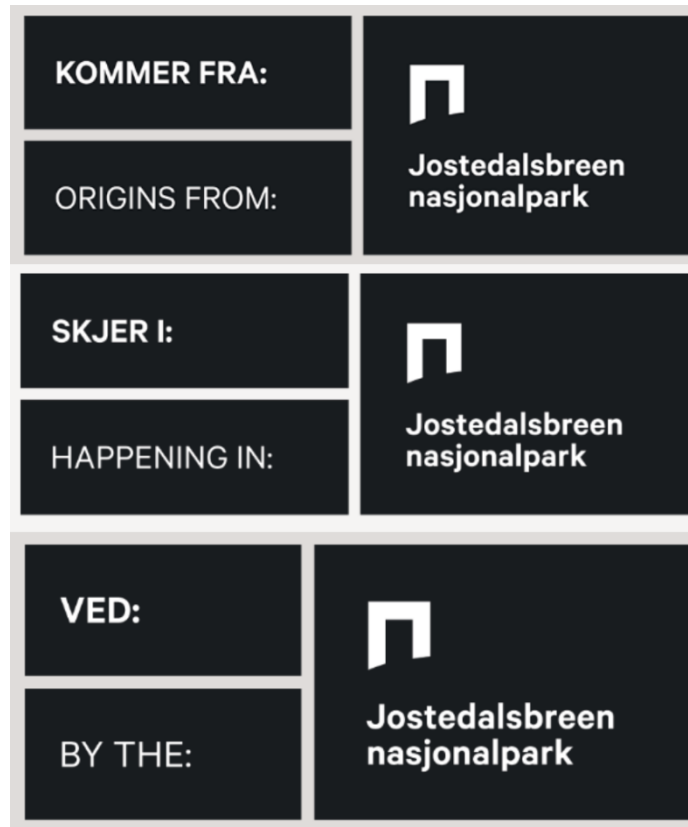 KOMMER FRA:
ORIGINS FROM:
Jostedalsbreen
nasjonalpark
SKJER I:
HAPPENING IN:
Jostedalsbreen
nasjonalpark
VED:
BY THE:
Jostedalsbreen
nasjonalpark